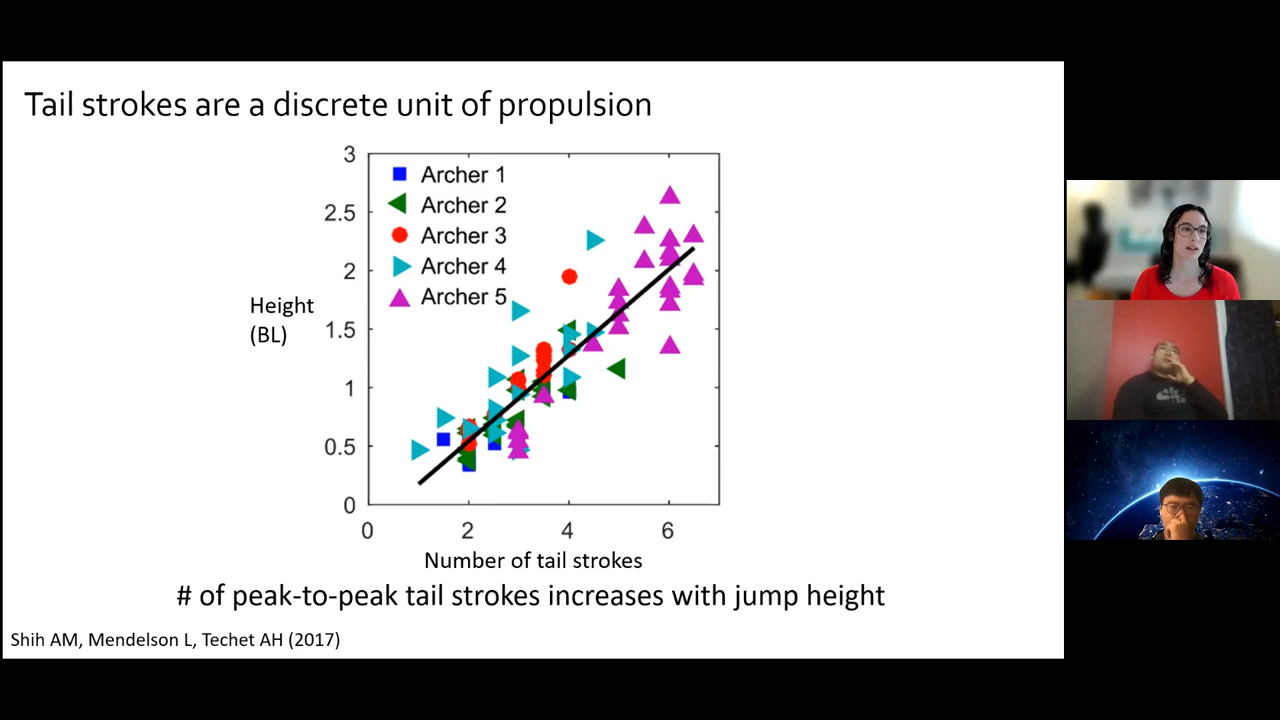 Tail strokes are a discrete unit of propulsion
3
Archer 1
2.5
Archer 2
Archer 3
2
Archer 4
Archer 5
Height
(BL)
1.5
1
0.5
0
0 2 4 6
Number of tail strokes
# of peak-to-peak tail strokes increases with jump height
Shih AM, Mendelson L, Techet AH (2017)